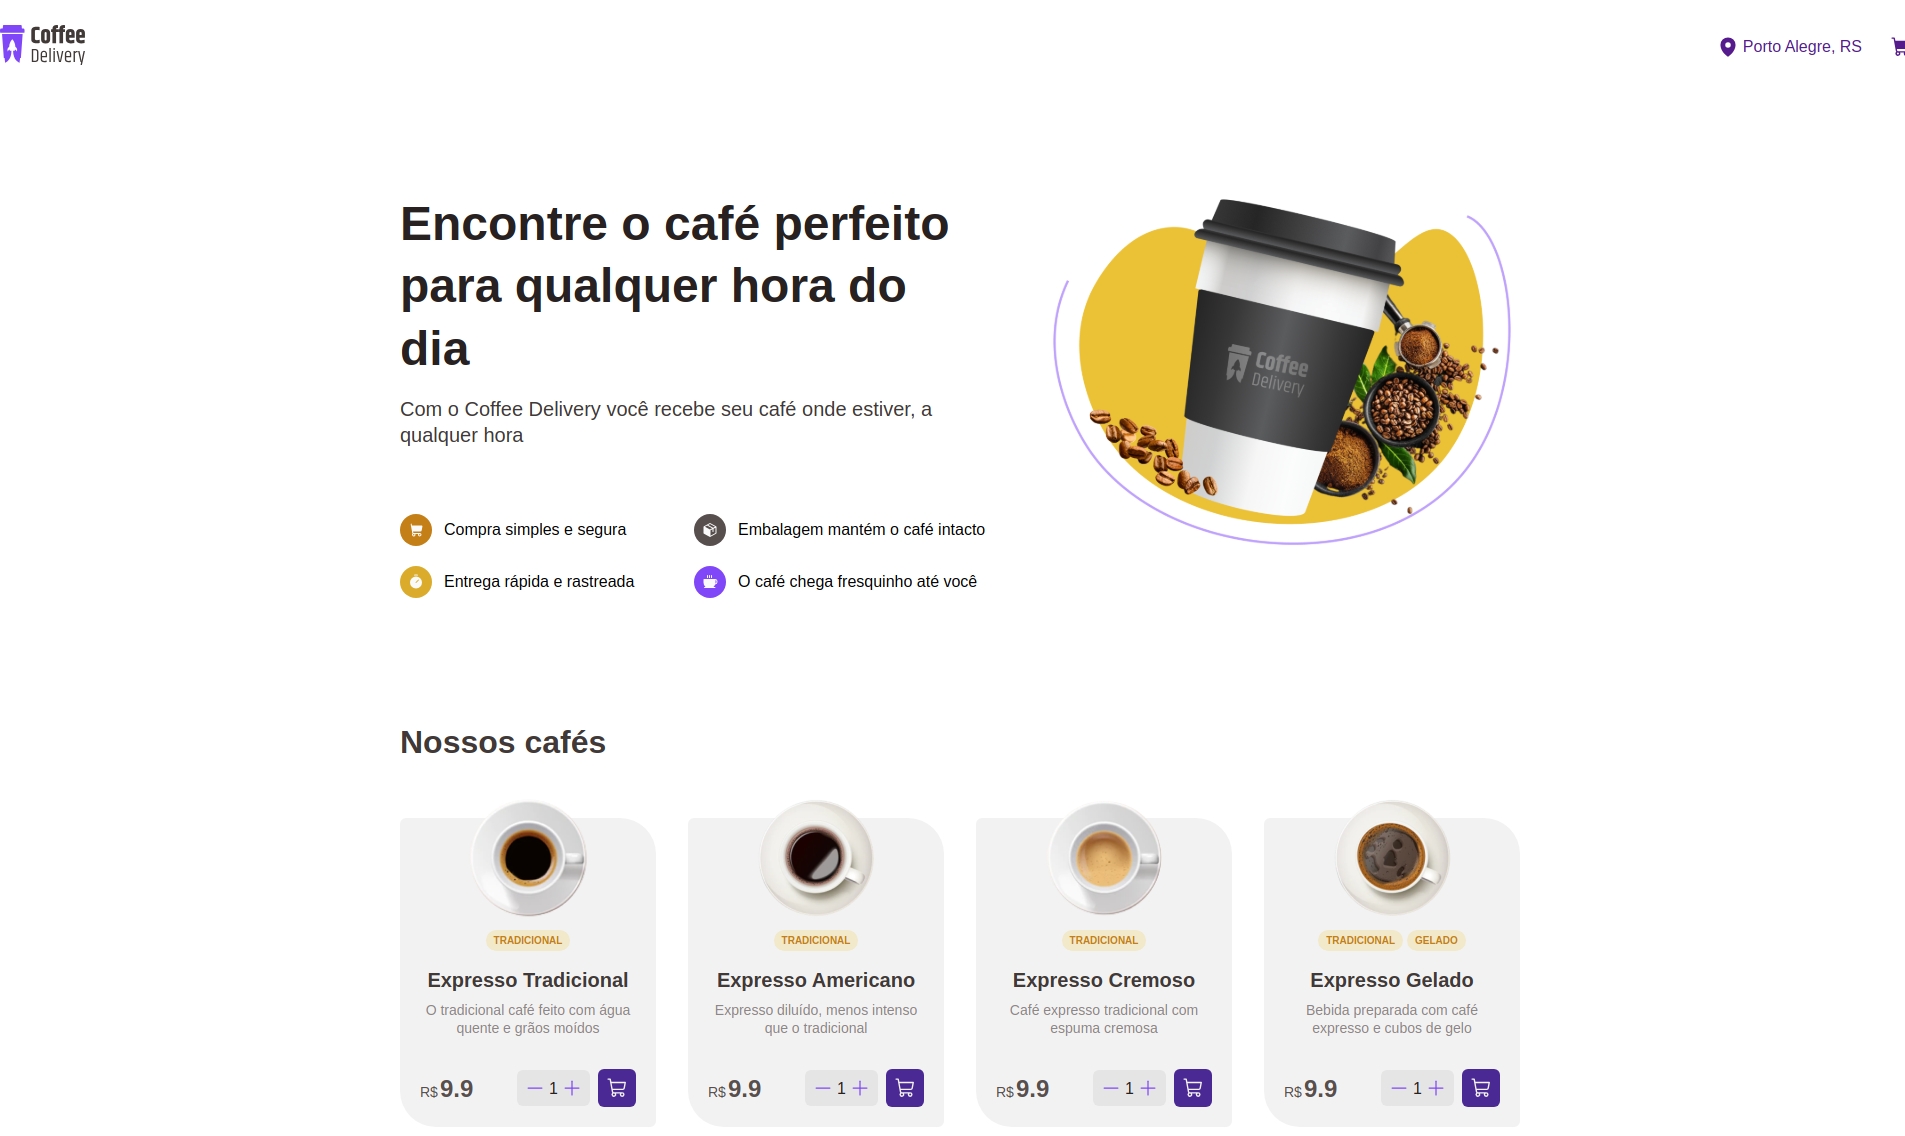 Coffee
Delivery
Porto Alegre, RS
Encontre o café perfeito
para qualquer hora do
dia
Com o Coffee Delivery você recebe seu café onde estiver, a
qualquer hora
Compra simples e segura
Embalagem mantém o café intacto
Entrega rápida e rastreada
O café chega fresquinho até você
Coffee
Delivery
Nossos cafés
TRADICIONAL
Expresso Tradicional
O tradicional café feito com água
quente e grãos moídos
R$ 9.9
1
TRADICIONAL
Expresso Americano
Expresso diluído, menos intenso
que o tradicional
R$ 9.9
1
TRADICIONAL
Expresso Cremoso
Café expresso tradicional com
espuma cremosa
R$ 9.9
1
TRADICIONAL GELADO
Expresso Gelado
Bebida preparada com café
expresso e cubos de gelo
R$ 9.9
1